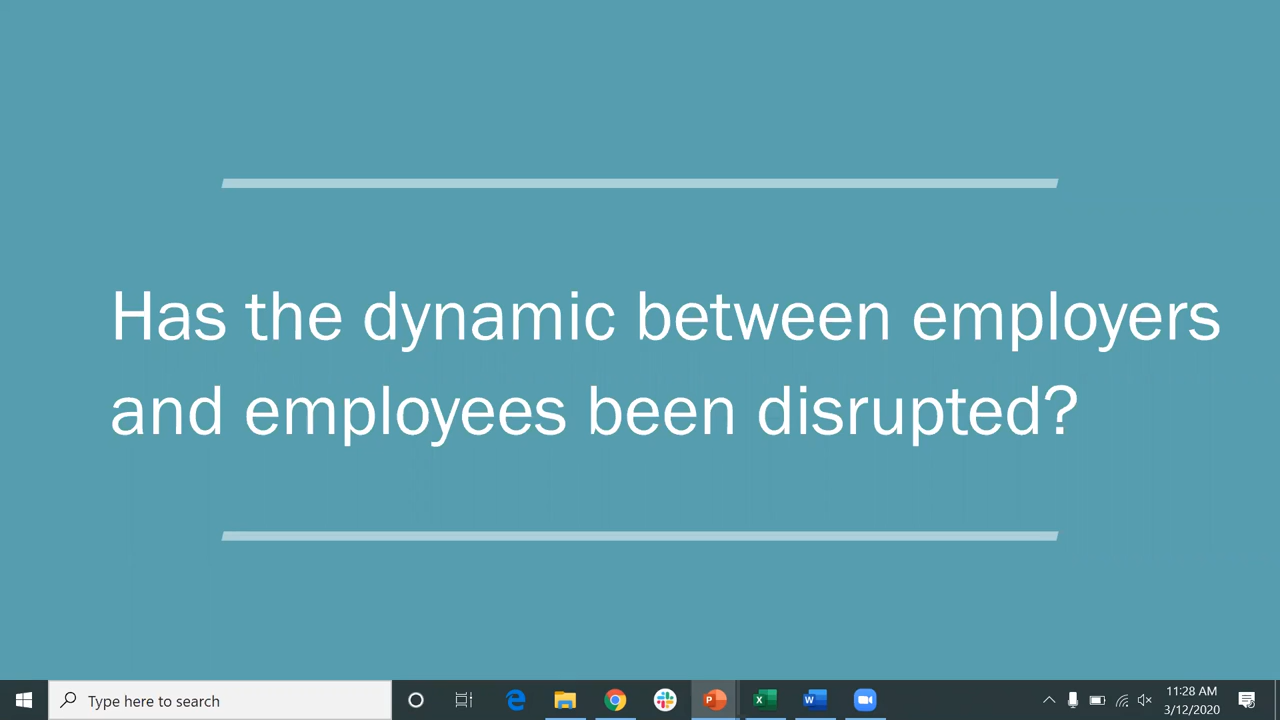 Has the dynamic between employers
and employees been disrupted?
Type here to search
11:28 AM
3/12/2020